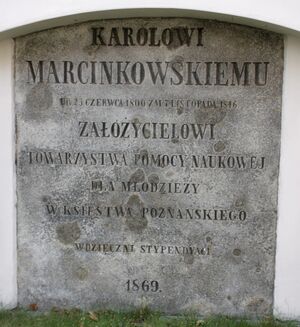 KAROLOWI
MARCINKOWSKIEMU
UR. 23 CZERWCA 1800 ZM. 7 LISTOPADA 1846
ZAŁOŻYCIELOWI
TOWARZYSTWA POMOCY NAUKOWEJ
DLA MŁODZIEŻY
W. KSIĘSTWA POZNAŃSKIEGO
WDZIĘCZNI STYPENDYACI
1869.